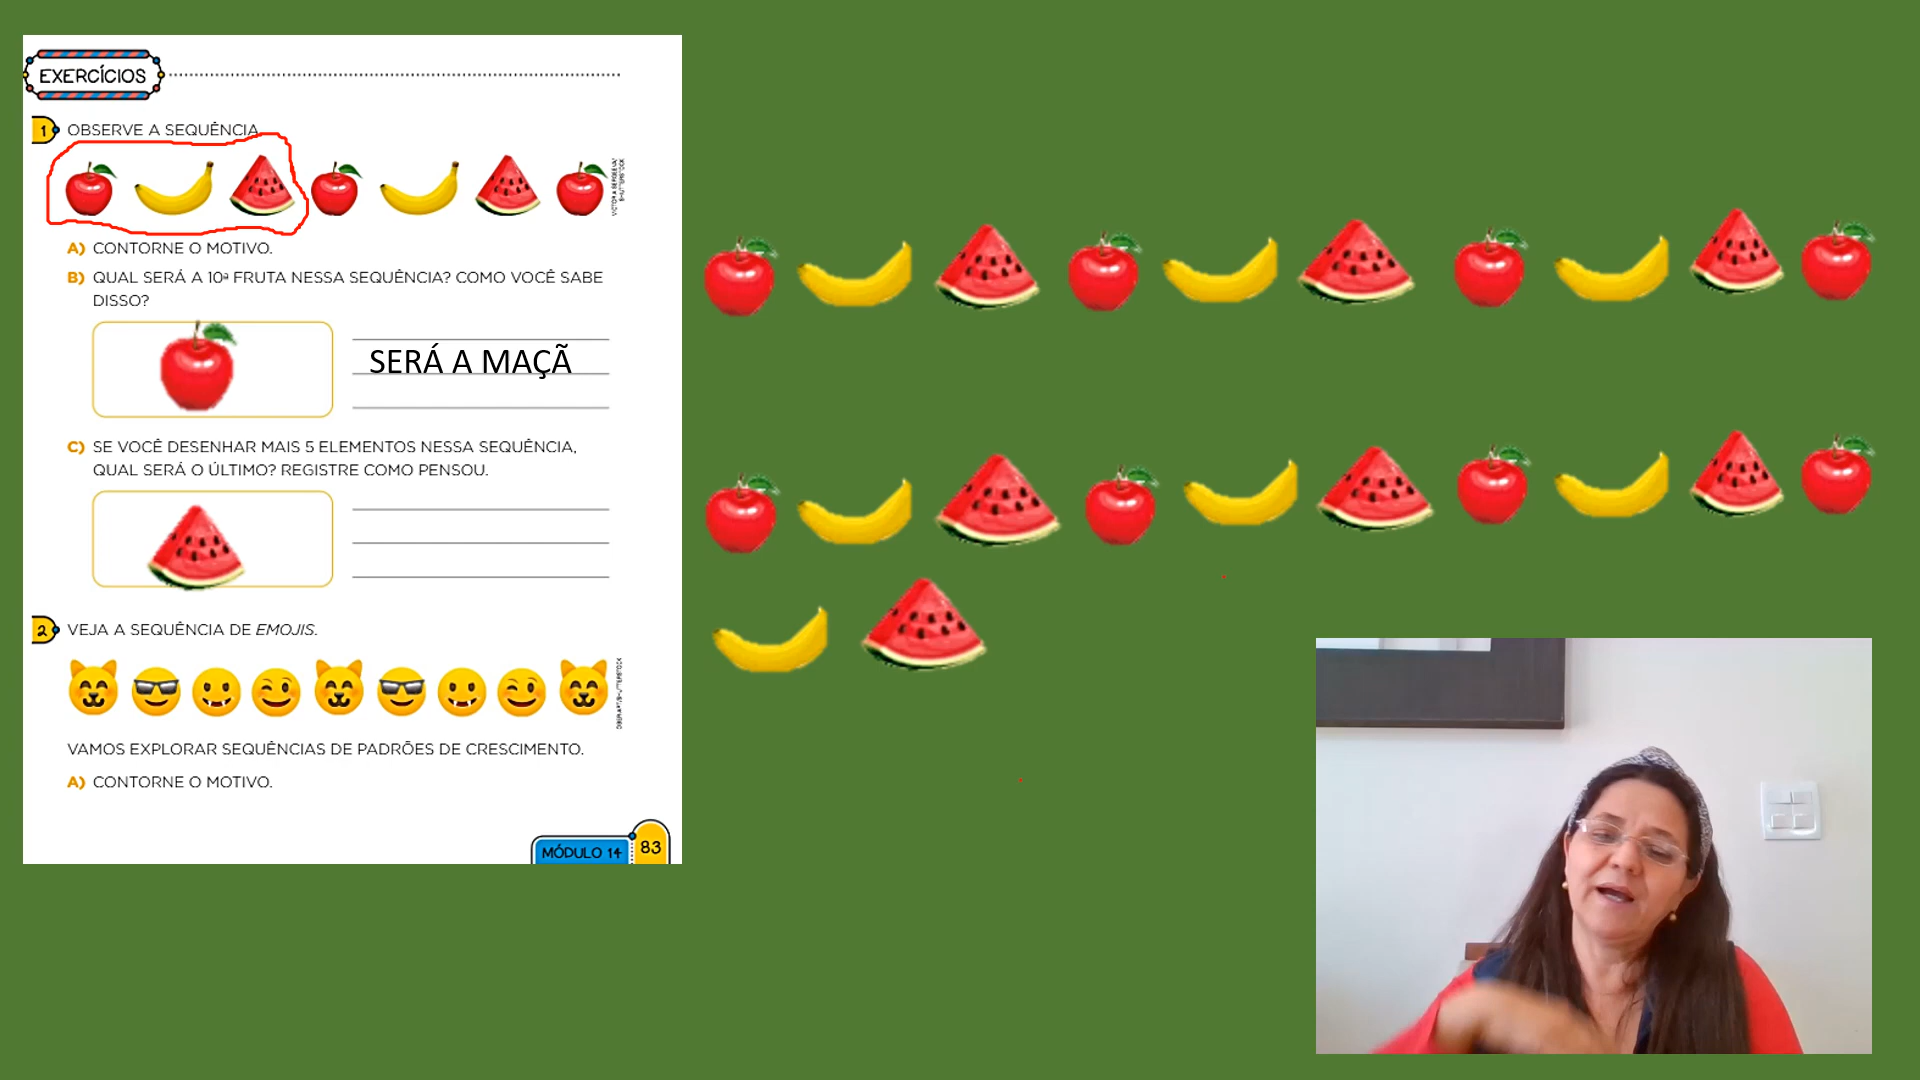 EXERCÍCIOS
1 OBSERVE A SEQUÊNCIA.
A) CONTORNE O MOTIVO.
B) QUAL SERÁ A 10ª FRUTA NESSA SEQUÊNCIA? COMO VOCÊ SABE
DISSO?
SERÁ A MAÇÃ
C) SE VOCÊ DESENHAR MAIS 5 ELEMENTOS NESSA SEQUÊNCIA,
QUAL SERÁ O ÚLTIMO? REGISTRE COMO PENSOU.
2 VEJA A SEQUÊNCIA DE EMOJIS.
VAMOS EXPLORAR SEQUÊNCIAS DE PADRÕES DE CRESCIMENTO.
A) CONTORNE O MOTIVO.
MÓDULO 14 83